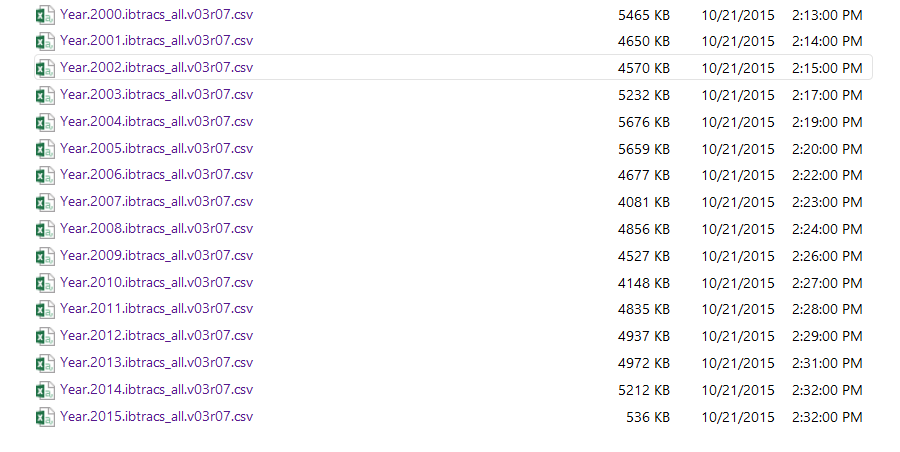 Year.2000.ibtracs_all.v03r07.csv 5465 KB 10/21/2015 2:13:00 PM
Year.2001.ibtracs_all.v03r07.csv 4650 KB 10/21/2015 2:14:00 PM
Year.2002.ibtracs_all.v03r07.csv 4570 KB 10/21/2015 2:15:00 PM
Year.2003.ibtracs_all.v03r07.csv 5232 KB 10/21/2015 2:17:00 PM
Year.2004.ibtracs_all.v03r07.csv 5676 KB 10/21/2015 2:19:00 PM
Year.2005.ibtracs_all.v03r07.csv 5659 KB 10/21/2015 2:20:00 PM
Year.2006.ibtracs_all.v03r07.csv 4677 KB 10/21/2015 2:22:00 PM
Year.2007.ibtracs_all.v03r07.csv 4081 KB 10/21/2015 2:23:00 PM
Year.2008.ibtracs_all.v03r07.csv 4856 KB 10/21/2015 2:24:00 PM
Year.2009.ibtracs_all.v03r07.csv 4527 KB 10/21/2015 2:26:00 PM
Year.2010.ibtracs_all.v03r07.csv 4148 KB 10/21/2015 2:27:00 PM
Year.2011.ibtracs_all.v03r07.csv 4835 KB 10/21/2015 2:28:00 PM
Year.2012.ibtracs_all.v03r07.csv 4937 KB 10/21/2015 2:29:00 PM
Year.2013.ibtracs_all.v03r07.csv 4972 KB 10/21/2015 2:31:00 PM
Year.2014.ibtracs_all.v03r07.csv 5212 KB 10/21/2015 2:32:00 PM
Year.2015.ibtracs_all.v03r07.csv 536 KB 10/21/2015 2:32:00 PM